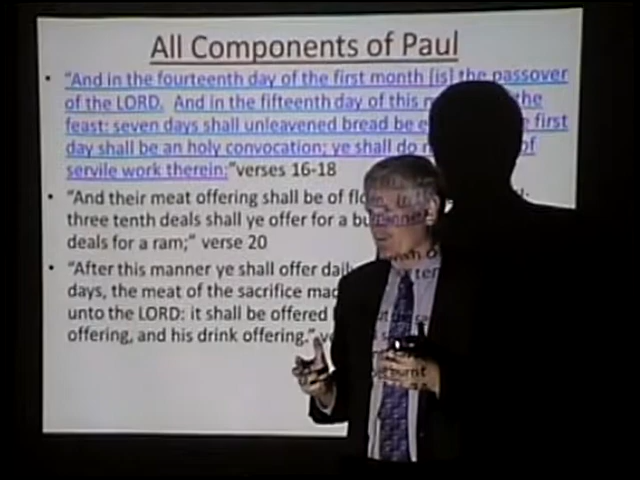 All Components of Paul
• "And in the fourteenth day of the first month [is] the passover
of the LORD. And in the fifteenth day of this the
feast: seven days shall unleavened bread be first
day shall be an holy convocation; ye shall do of
servile work therein;"verses 16-18
• "And their meat offering shall be of
three tenth deals shall ye offer for a
deals for a ram;" verse 20
• "After this manner ye shall offer
days, the meat of the sacrifice
unto the LORD: it shall be offered
offering, and his drink offering."